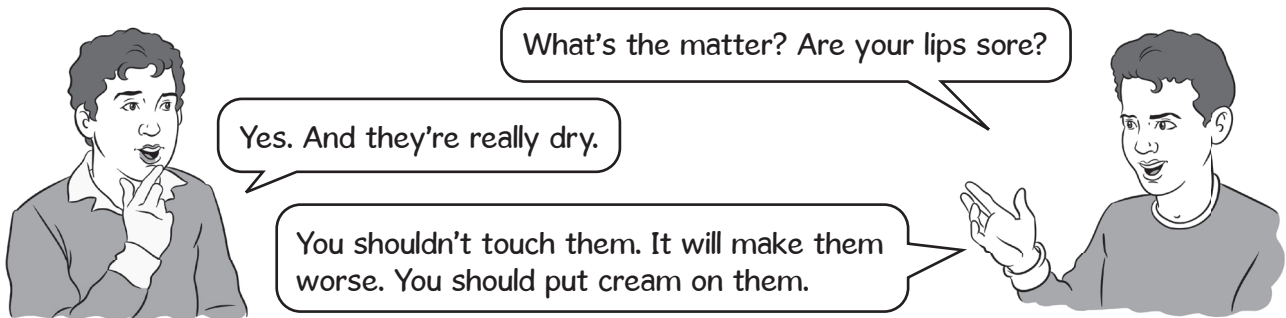 What's the matter? Are your lips sore?
Yes. And they're really dry.
You shouldn't touch them. It will make them
worse. You should put cream on them.